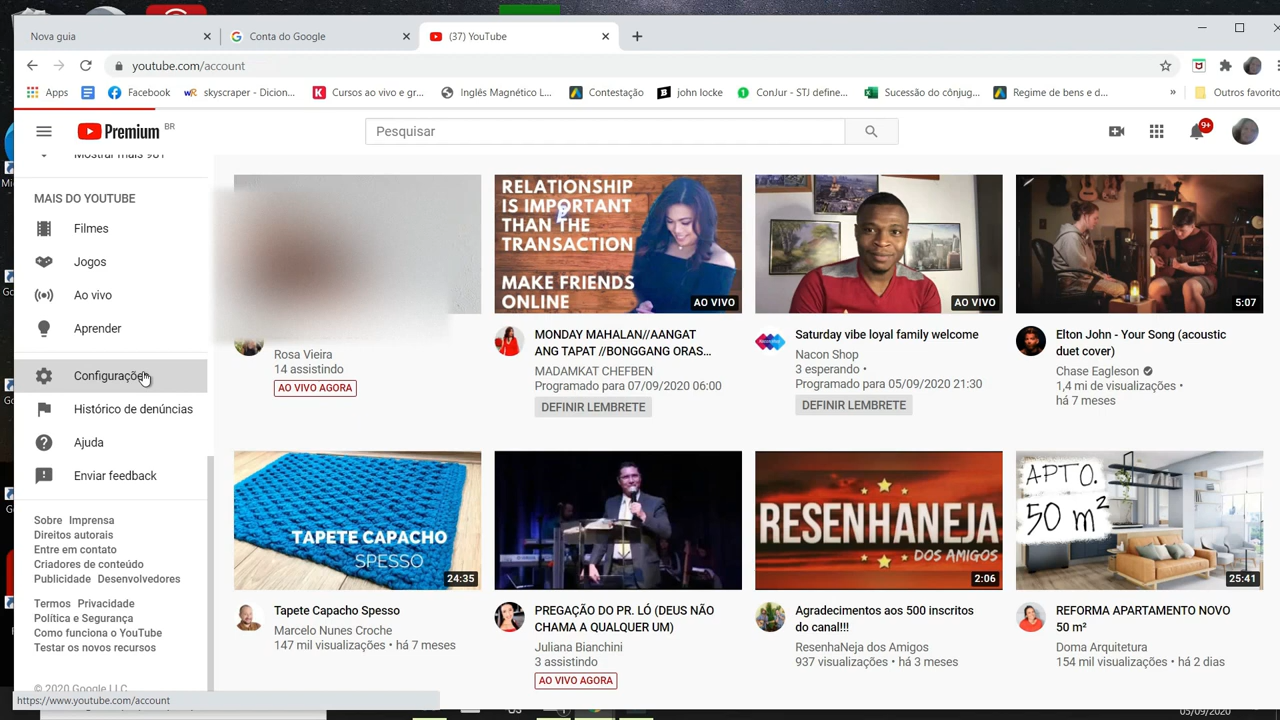 Nova guia
Conta do Google
(37) YouTube
youtube.com/account
Apps
Facebook
skyscraper - Dicion...
Cursos ao vivo e gr...
Inglês Magnético L...
Contestação
john locke
ConJur - STJ define...
Sucessão do cônjug...
Regime de bens e d...
»
Outros favorito
Premium BR
Pesquisar
9+
Mostrar mais 981
MAIS DO YOUTUBE
Filmes
Jogos
Ao vivo
Aprender
Configurações
Histórico de denúncias
Ajuda
Enviar feedback
Sobre Imprensa
Direitos autorais
Entre em contato
Criadores de conteúdo
Publicidade Desenvolvedores
Termos Privacidade
Política e Segurança
Como funciona o YouTube
Testar os novos recursos
© 2020 Google LLC
https://www.youtube.com/account
Rosa Vieira
14 assistindo
AO VIVO AGORA
RELATIONSHIP
IS IMPORTANT
THAN THE
TRANSACTION
MAKE FRIENDS
ONLINE
AO VIVO
MONDAY MAHALAN//AANGAT
ANG TAPAT //BONGGANG ORAS...
MADAMKAT CHEFBEN
Programado para 07/09/2020 06:00
DEFINIR LEMBRETE
AO VIVO
Saturday vibe loyal family welcome
Nacon Shop
3 esperando •
Programado para 05/09/2020 21:30
DEFINIR LEMBRETE
5:07
Elton John - Your Song (acoustic
duet cover)
Chase Eagleson
1,4 mi de visualizações •
há 7 meses
TAPETE CAPACHO
SPESSO
24:35
Tapete Capacho Spesso
Marcelo Nunes Croche
147 mil visualizações • há 7 meses
PREGAÇÃO DO PR. LÓ (DEUS NÃO
CHAMA A QUALQUER UM)
Juliana Bianchini
3 assistindo
AO VIVO AGORA
RESENHANEJA
DOS AMIGOS
2:06
Agradecimentos aos 500 inscritos
do canal!!!
ResenhaNeja dos Amigos
937 visualizações • há 3 meses
APTO.
50 m²
25:41
REFORMA APARTAMENTO NOVO
50 m²
Doma Arquitetura
154 mil visualizações • há 2 dias
05/09/2020